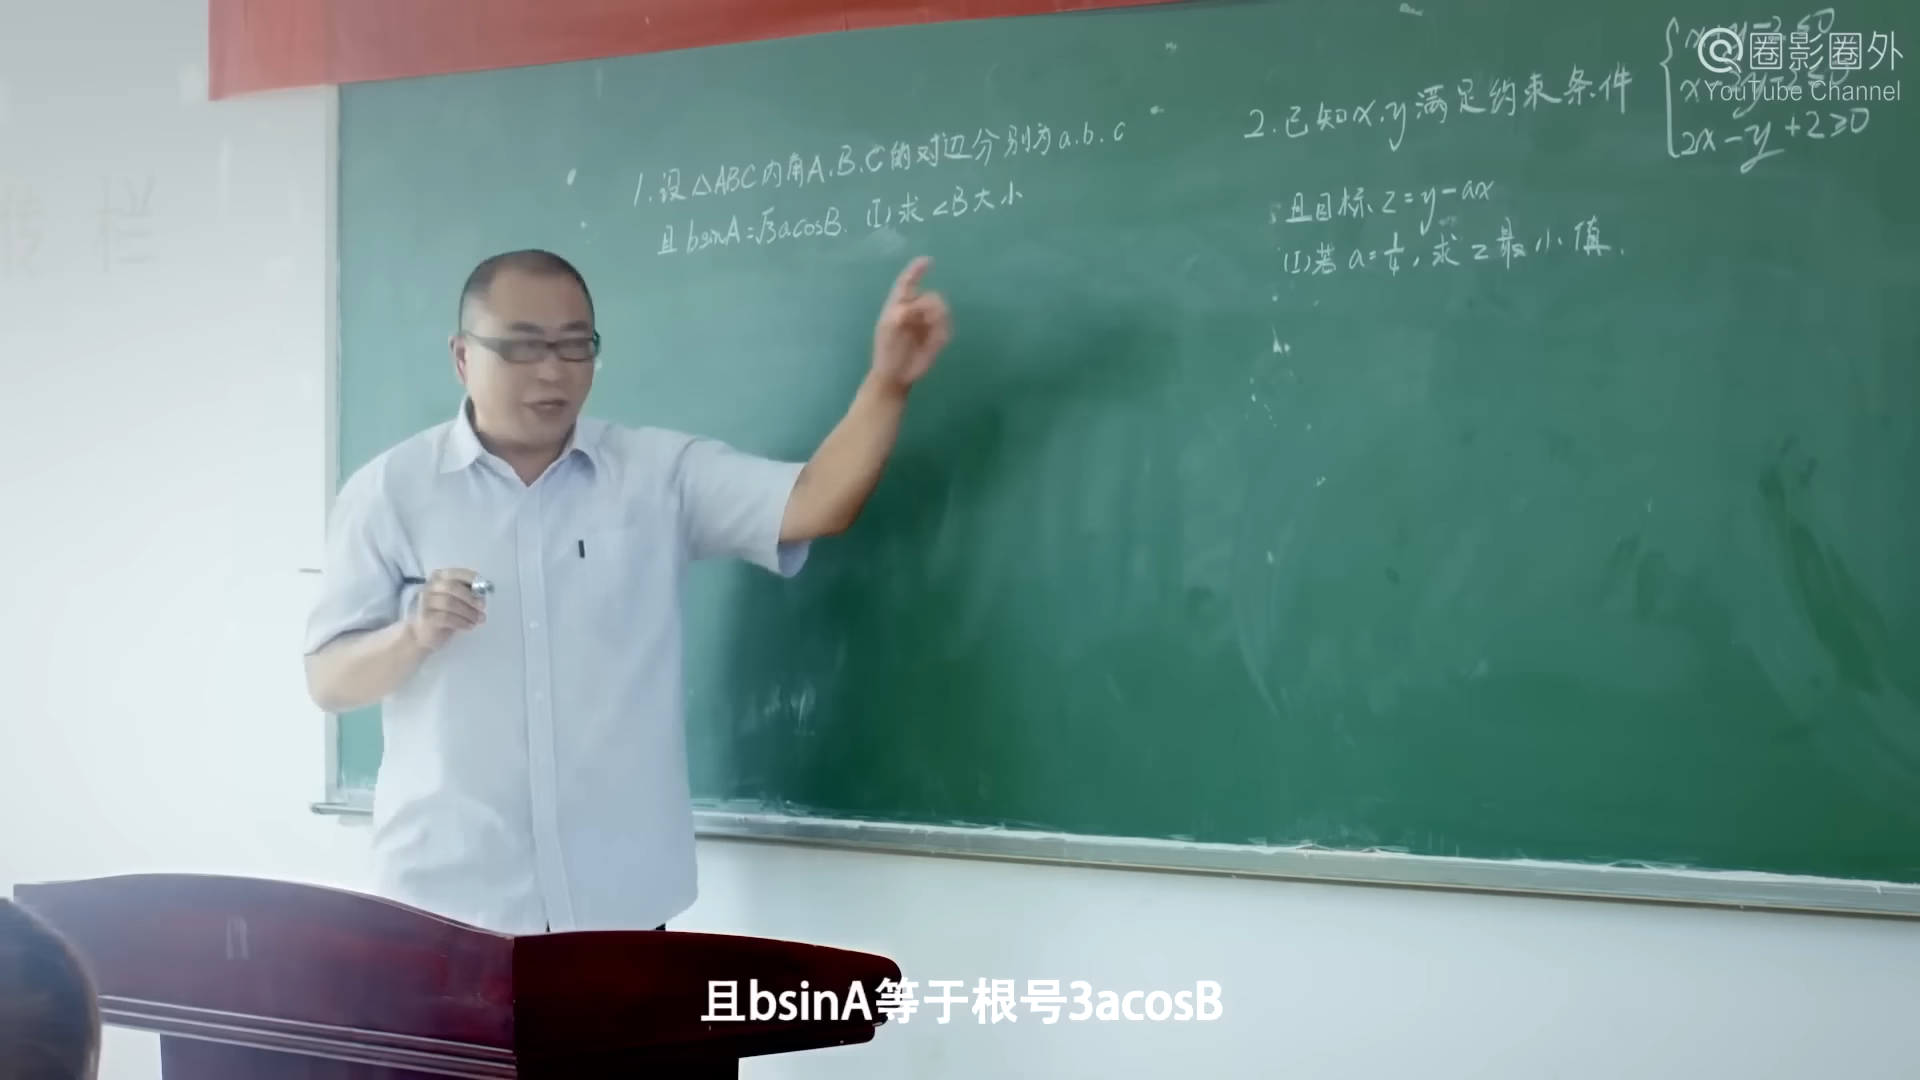 圈影圈外
YouTube Channel
1.设△ABC内角A.B.C的对边分别为a.b.c
且bsinA=√3acosB. (I)求∠B大小
2.已知x.y满足约束条件
2x-y+2≥0
且目标z=y-ax
(I)若a=1/4,求z最小值.
传栏
且bsinA等于根号3acosB